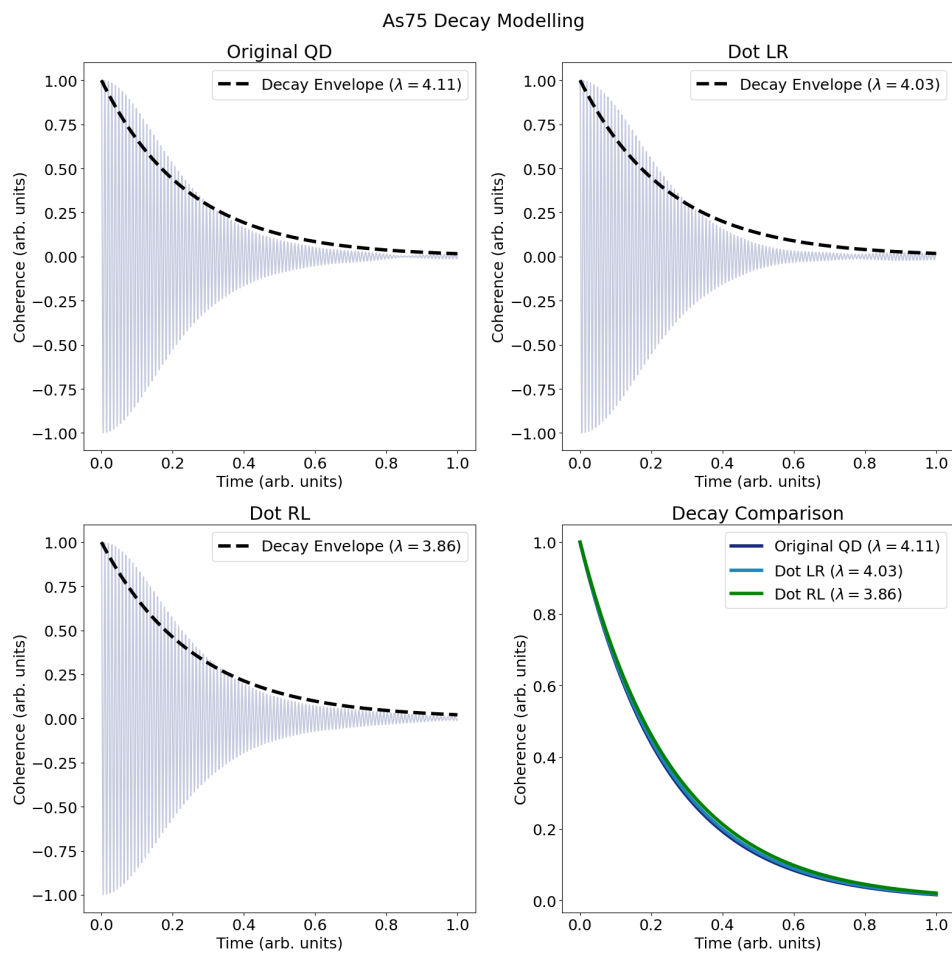 As75 Decay Modelling
Original QD
Decay Envelope (λ = 4.11)
1.00
0.75
0.50
0.25
0.00
−0.25
−0.50
−0.75
−1.00
Coherence (arb. units)
0.0 0.2 0.4 0.6 0.8 1.0
Time (arb. units)
Dot LR
Decay Envelope (λ = 4.03)
1.00
0.75
0.50
0.25
0.00
−0.25
−0.50
−0.75
−1.00
Coherence (arb. units)
0.0 0.2 0.4 0.6 0.8 1.0
Time (arb. units)
Dot RL
Decay Envelope (λ = 3.86)
1.00
0.75
0.50
0.25
0.00
−0.25
−0.50
−0.75
−1.00
Coherence (arb. units)
0.0 0.2 0.4 0.6 0.8 1.0
Time (arb. units)
Decay Comparison
Original QD (λ = 4.11)
Dot LR (λ = 4.03)
Dot RL (λ = 3.86)
1.0
0.8
0.6
0.4
0.2
0.0
Coherence (arb. units)
0.0 0.2 0.4 0.6 0.8 1.0
Time (arb. units)